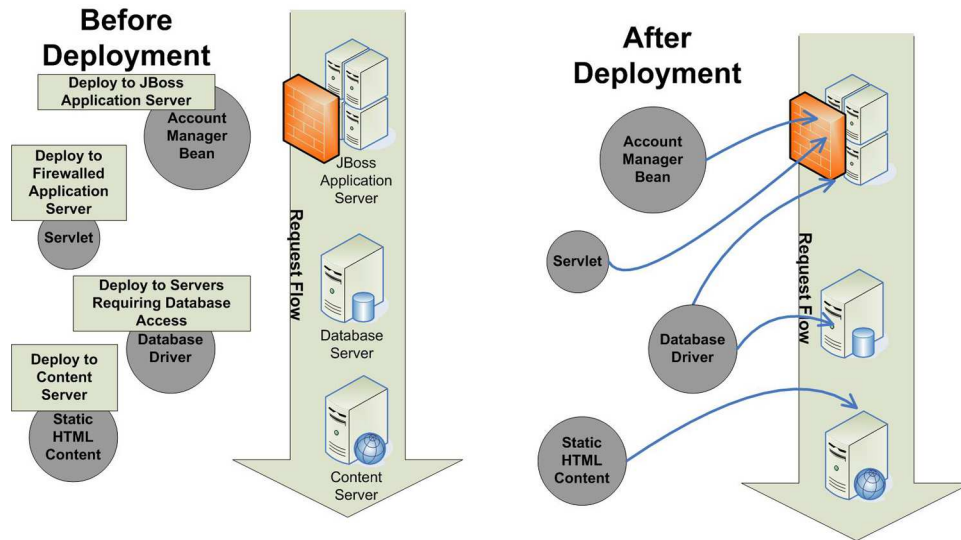 Before
Deployment
Deploy to JBoss
Application Server
Account
Manager
Bean
Deploy to
Firewalled
Application
Server
Servlet
Deploy to Servers
Requiring Database
Access
Database
Driver
Deploy to
Content
Server
Static
HTML
Content
JBoss
Application
Server
Request Flow
Database
Server
Content
Server
After
Deployment
Account
Manager
Bean
Servlet
Database
Driver
Static
HTML
Content
Request Flow